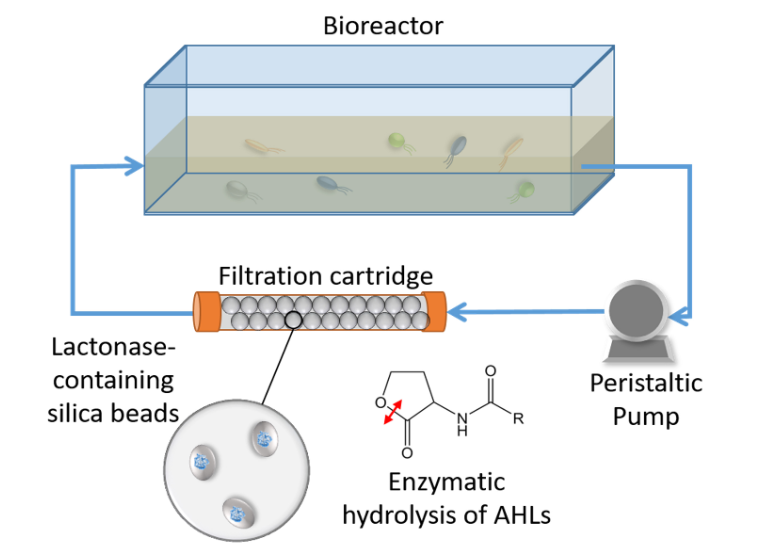 Bioreactor
Filtration cartridge
Lactonase-
containing
silica beads
Peristaltic
Pump
O
O
O
N
H
R
Enzymatic
hydrolysis of AHLs